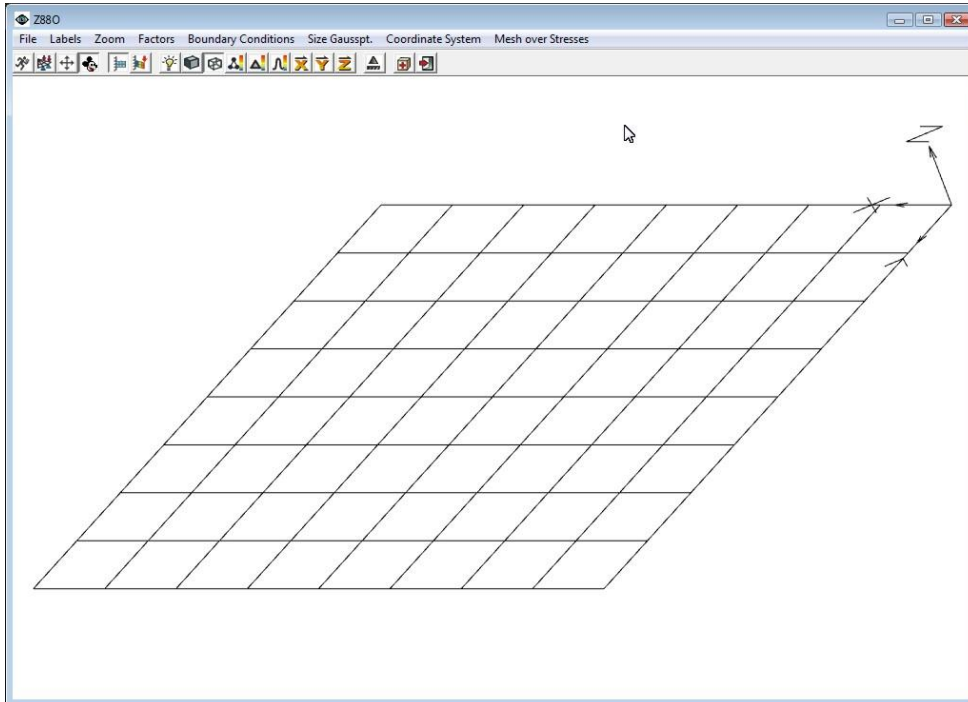 Z88O
File Labels Zoom Factors Boundary Conditions Size Gausspt. Coordinate System Mesh over Stresses
X Y Z
Z
X
Y